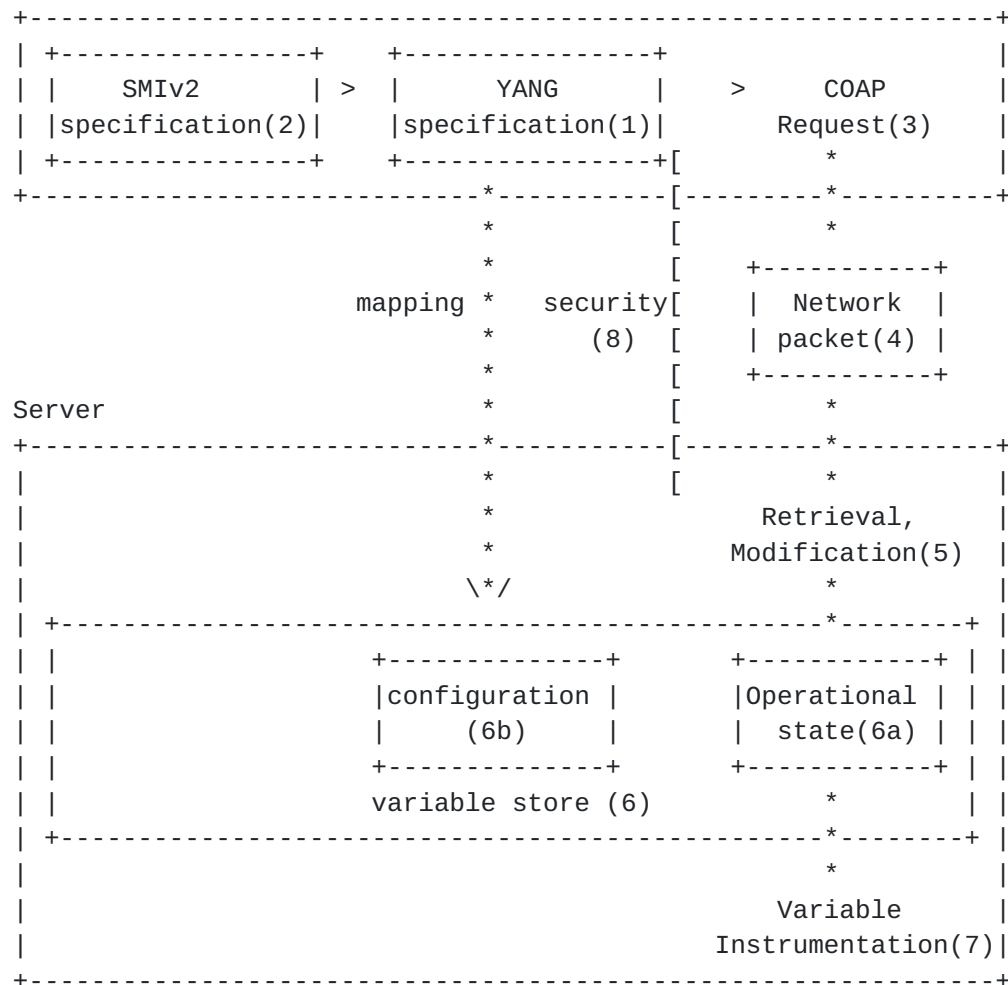 SMIv2 > YANG > COAP
specification(2) specification(1) Request(3)
Network
mapping security packet(4)
(8)
Server
Retrieval,
Modification(5)
configuration Operational
(6b) state(6a)
variable store (6)
Variable
Instrumentation(7)